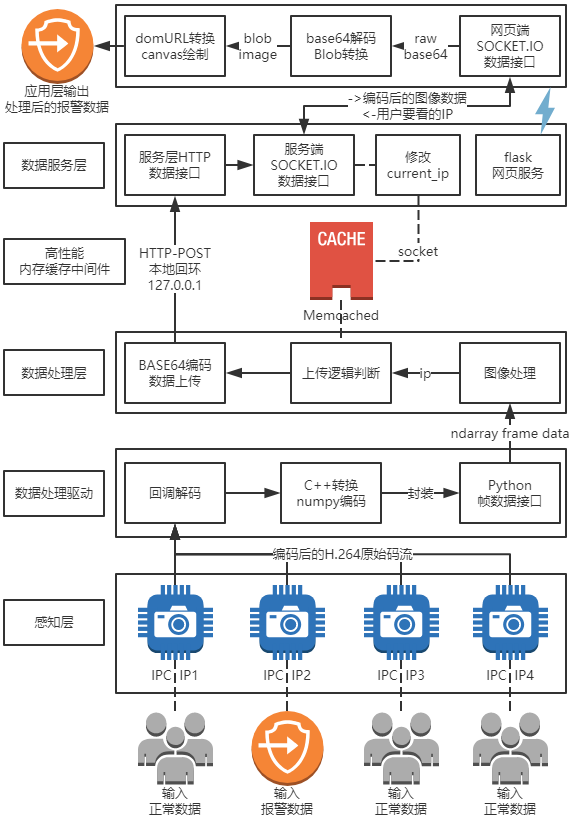 domURL转换
canvas绘制
blob
image
base64解码
Blob转换
raw
base64
网页端
SOCKET.IO
数据接口
应用层输出
处理后的报警数据
->编码后的图像数据
<-用户要看的IP
数据服务层
服务层HTTP
数据接口
服务端
SOCKET.IO
数据接口
修改
current_ip
flask
网页服务
高性能
内存缓存中间件
HTTP-POST
本地回环
127.0.0.1
CACHE
socket
Memcached
数据处理层
BASE64编码
数据上传
上传逻辑判断
ip
图像处理
ndarray frame data
数据处理驱动
回调解码
C++转换
numpy编码
封装
Python
帧数据接口
编码后的H.264原始码流
感知层
IPC IP1
IPC IP2
IPC IP3
IPC IP4
输入
正常数据
输入
报警数据
输入
正常数据
输入
正常数据